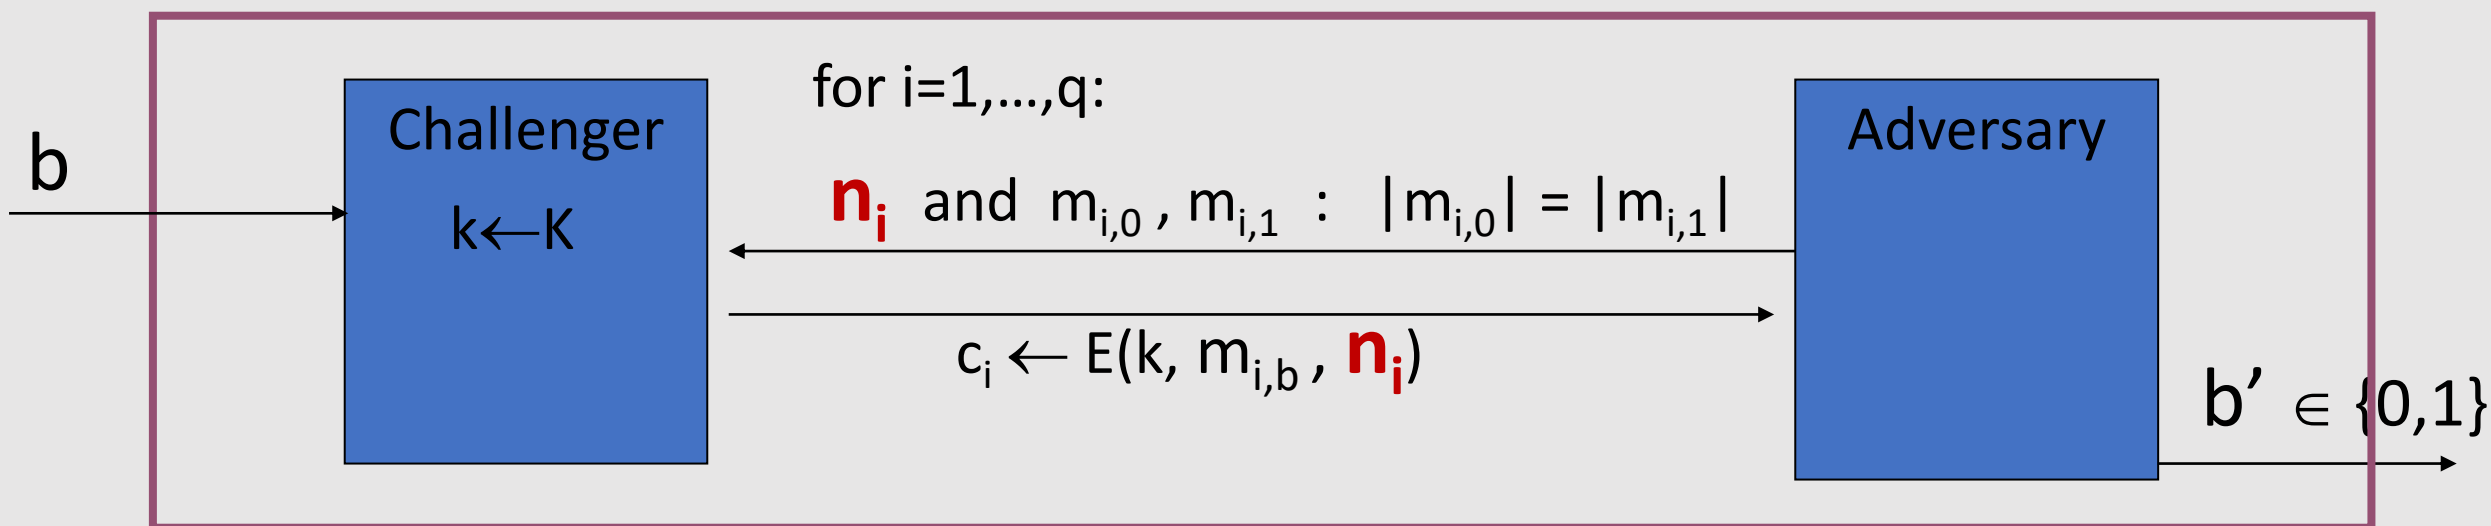 b
Challenger
k←K
for i=1,...,q:
nᵢ and mᵢ,₀ , mᵢ,₁ : |mᵢ,₀| = |mᵢ,₁|
cᵢ ← E(k, mᵢ,b , nᵢ)
Adversary
b’ ∈ {0,1}